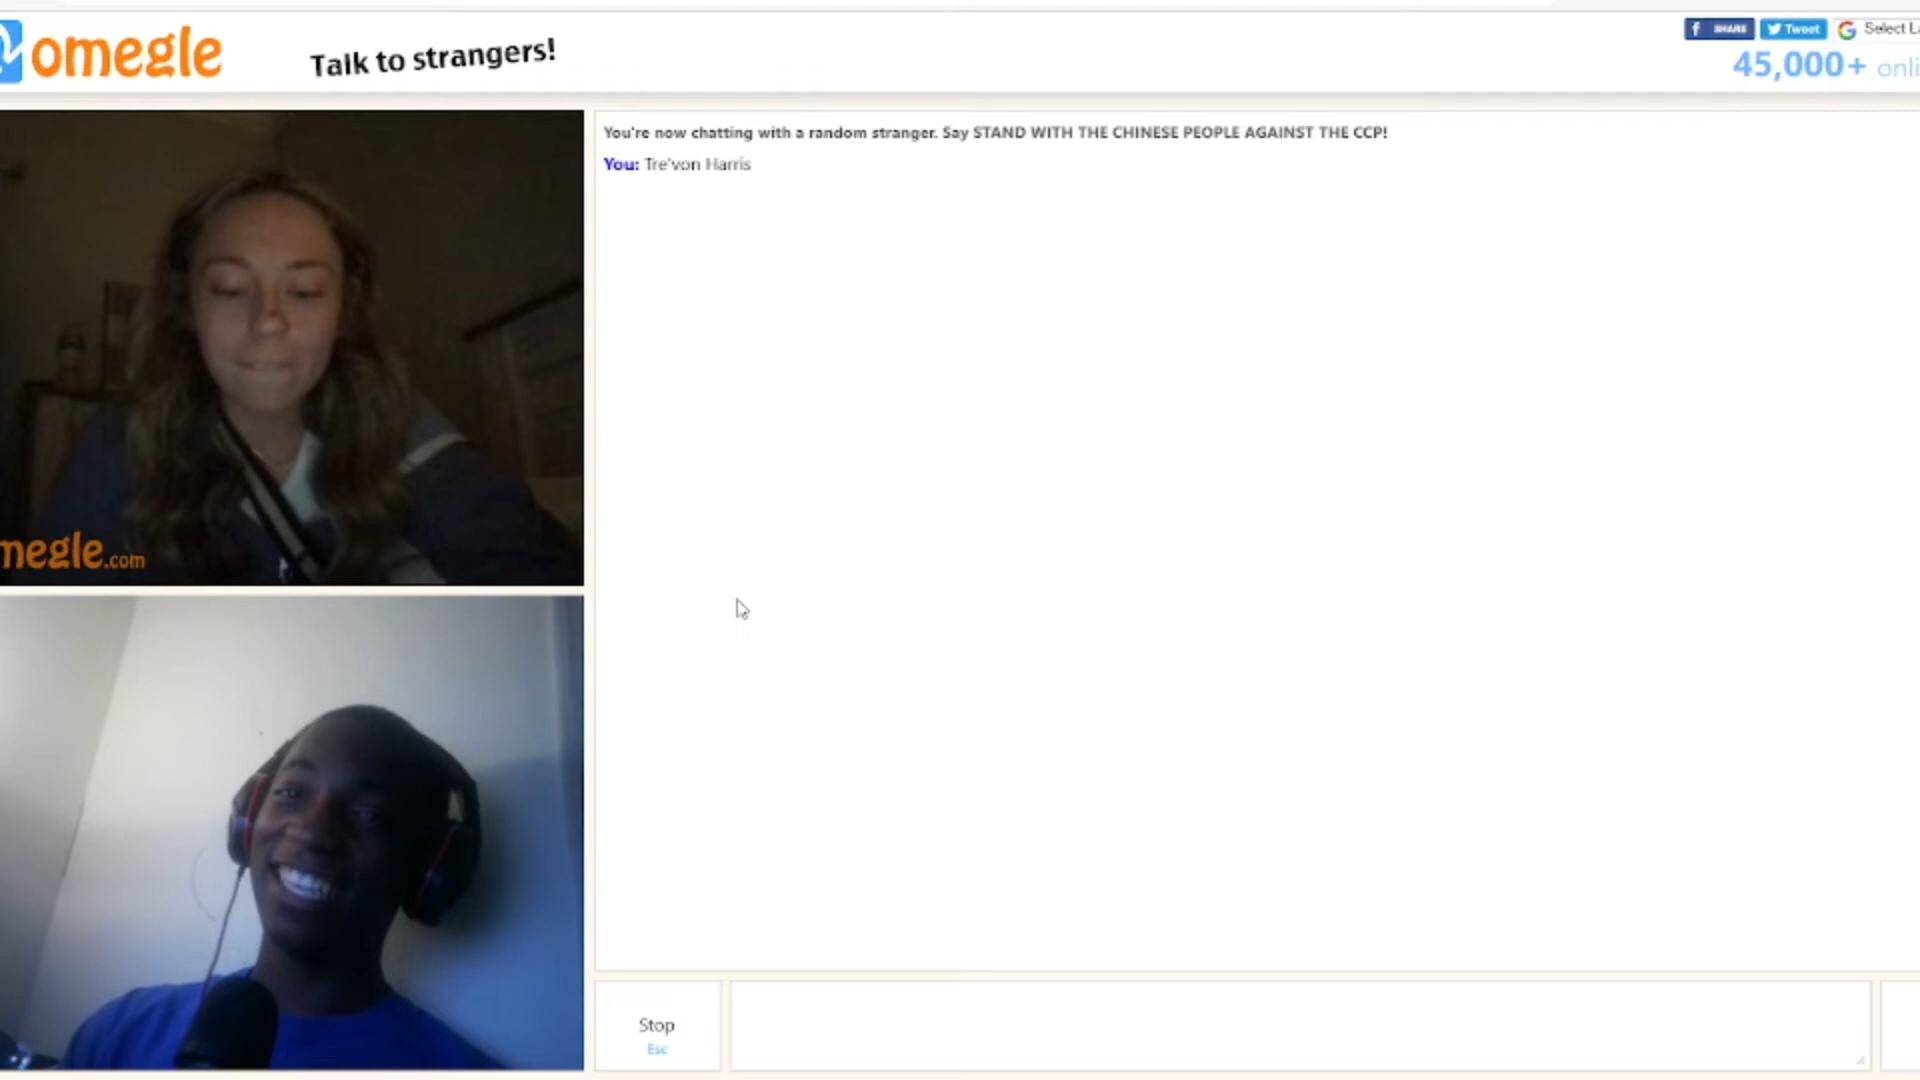 omegle
Talk to strangers!
SHARE
Tweet
Select
45,000+
You're now chatting with a random stranger. Say STAND WITH THE CHINESE PEOPLE AGAINST THE CCP!
You: Tre'von Harris
megle.com
Stop
Esc